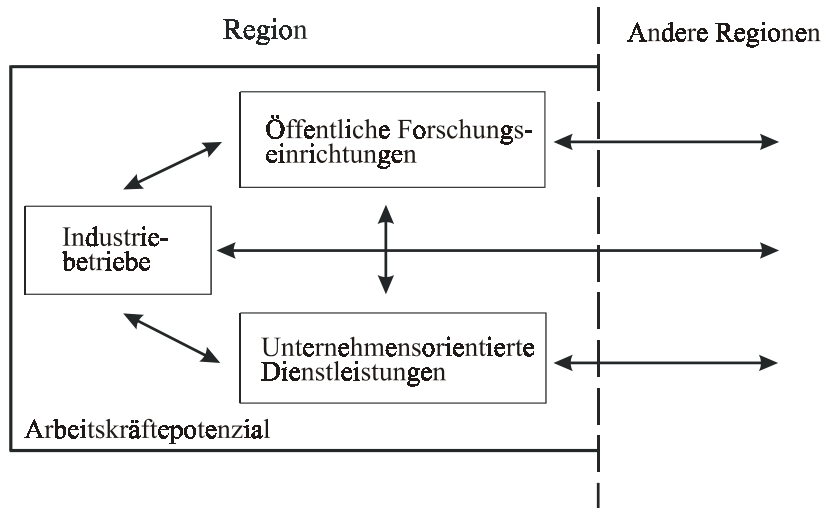 Region
Andere Regionen
Öffentliche Forschungs-
einrichtungen
Industrie-
betriebe
Unternehmensorientierte
Dienstleistungen
Arbeitskräftepotenzial